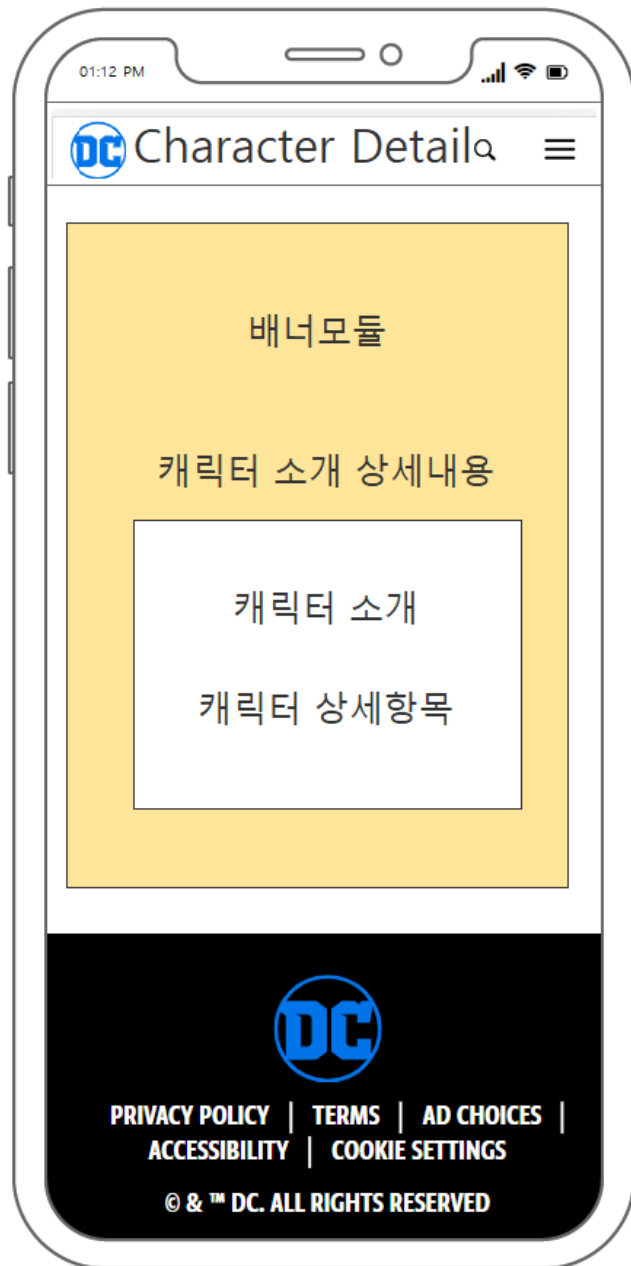 01:12 PM
DC Character Detail
배너모듈
캐릭터 소개 상세내용
캐릭터 소개
캐릭터 상세항목
DC
PRIVACY POLICY | TERMS | AD CHOICES |
ACCESSIBILITY | COOKIE SETTINGS
© & ™ DC. ALL RIGHTS RESERVED